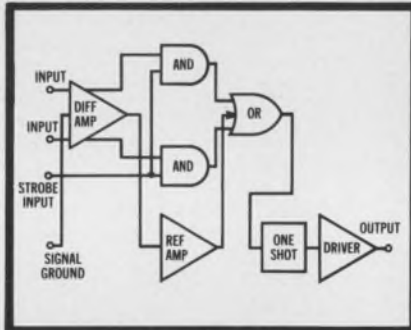 AND
INPUT
DIFF
AMP
OR
INPUT
AND
STROBE
INPUT
REF
AMP
OUTPUT
ONE
SHOT
DRIVER
SIGNAL
GROUND